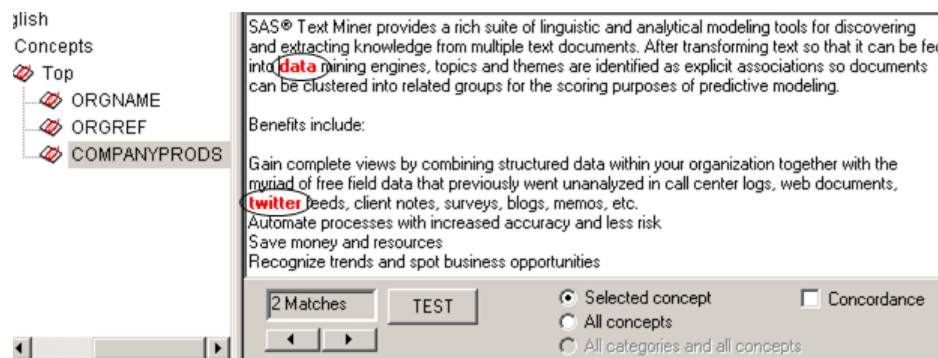 glish
Concepts
Top
ORGNAME
ORGREF
COMPANYPRODS
SAS® Text Miner provides a rich suite of linguistic and analytical modeling tools for discovering
and extracting knowledge from multiple text documents. After transforming text so that it can be fed
into data mining engines, topics and themes are identified as explicit associations so documents
can be clustered into related groups for the scoring purposes of predictive modeling.
Benefits include:
Gain complete views by combining structured data within your organization together with the
myriad of free field data that previously went unanalyzed in call center logs, web documents,
twitter feeds, client notes, surveys, blogs, memos, etc.
Automate processes with increased accuracy and less risk
Save money and resources
Recognize trends and spot business opportunities
2 Matches
TEST
Selected concept
All concepts
All categories and all concepts
Concordance